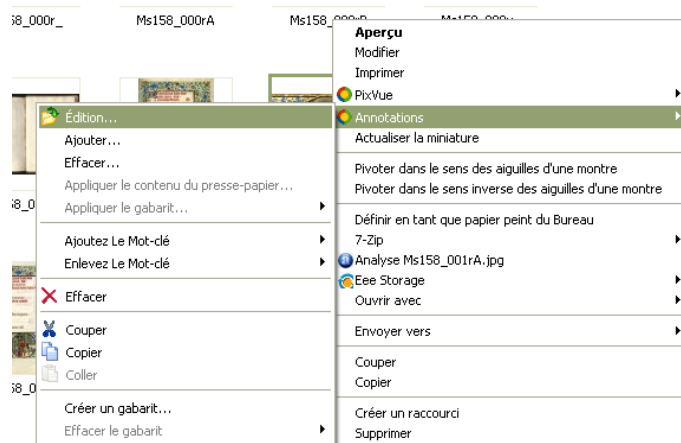 58_000r_
Ms158_000rA
Aperçu
Modifier
Imprimer
PixVue
Annotations
Actualiser la miniature
Pivoter dans le sens des aiguilles d'une montre
Pivoter dans le sens inverse des aiguilles d'une montre
Définir en tant que papier peint du Bureau
7-Zip
Analyse Ms158_001rA.jpg
Eee Storage
Ouvrir avec
Envoyer vers
Couper
Copier
Créer un raccourci
Supprimer
Édition...
Ajouter...
Effacer...
Appliquer le contenu du presse-papier...
Appliquer le gabarit...
Ajoutez Le Mot-clé
Enlevez Le Mot-clé
Effacer
Couper
Copier
Coller
Créer un gabarit...
Effacer le gabarit